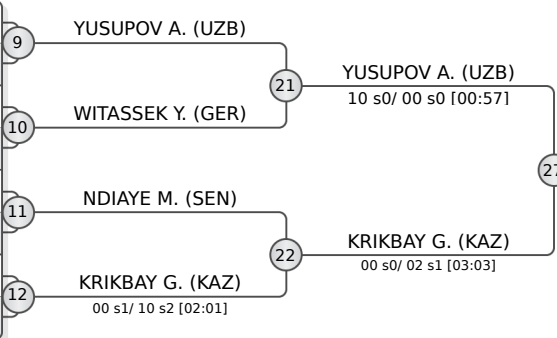 9
YUSUPOV A. (UZB)
21
YUSUPOV A. (UZB)
10 s0/ 00 s0 [00:57]
10
WITASSEK Y. (GER)
27
11
NDIAYE M. (SEN)
22
KRIKBAY G. (KAZ)
00 s0/ 02 s1 [03:03]
12
KRIKBAY G. (KAZ)
00 s1/ 10 s2 [02:01]